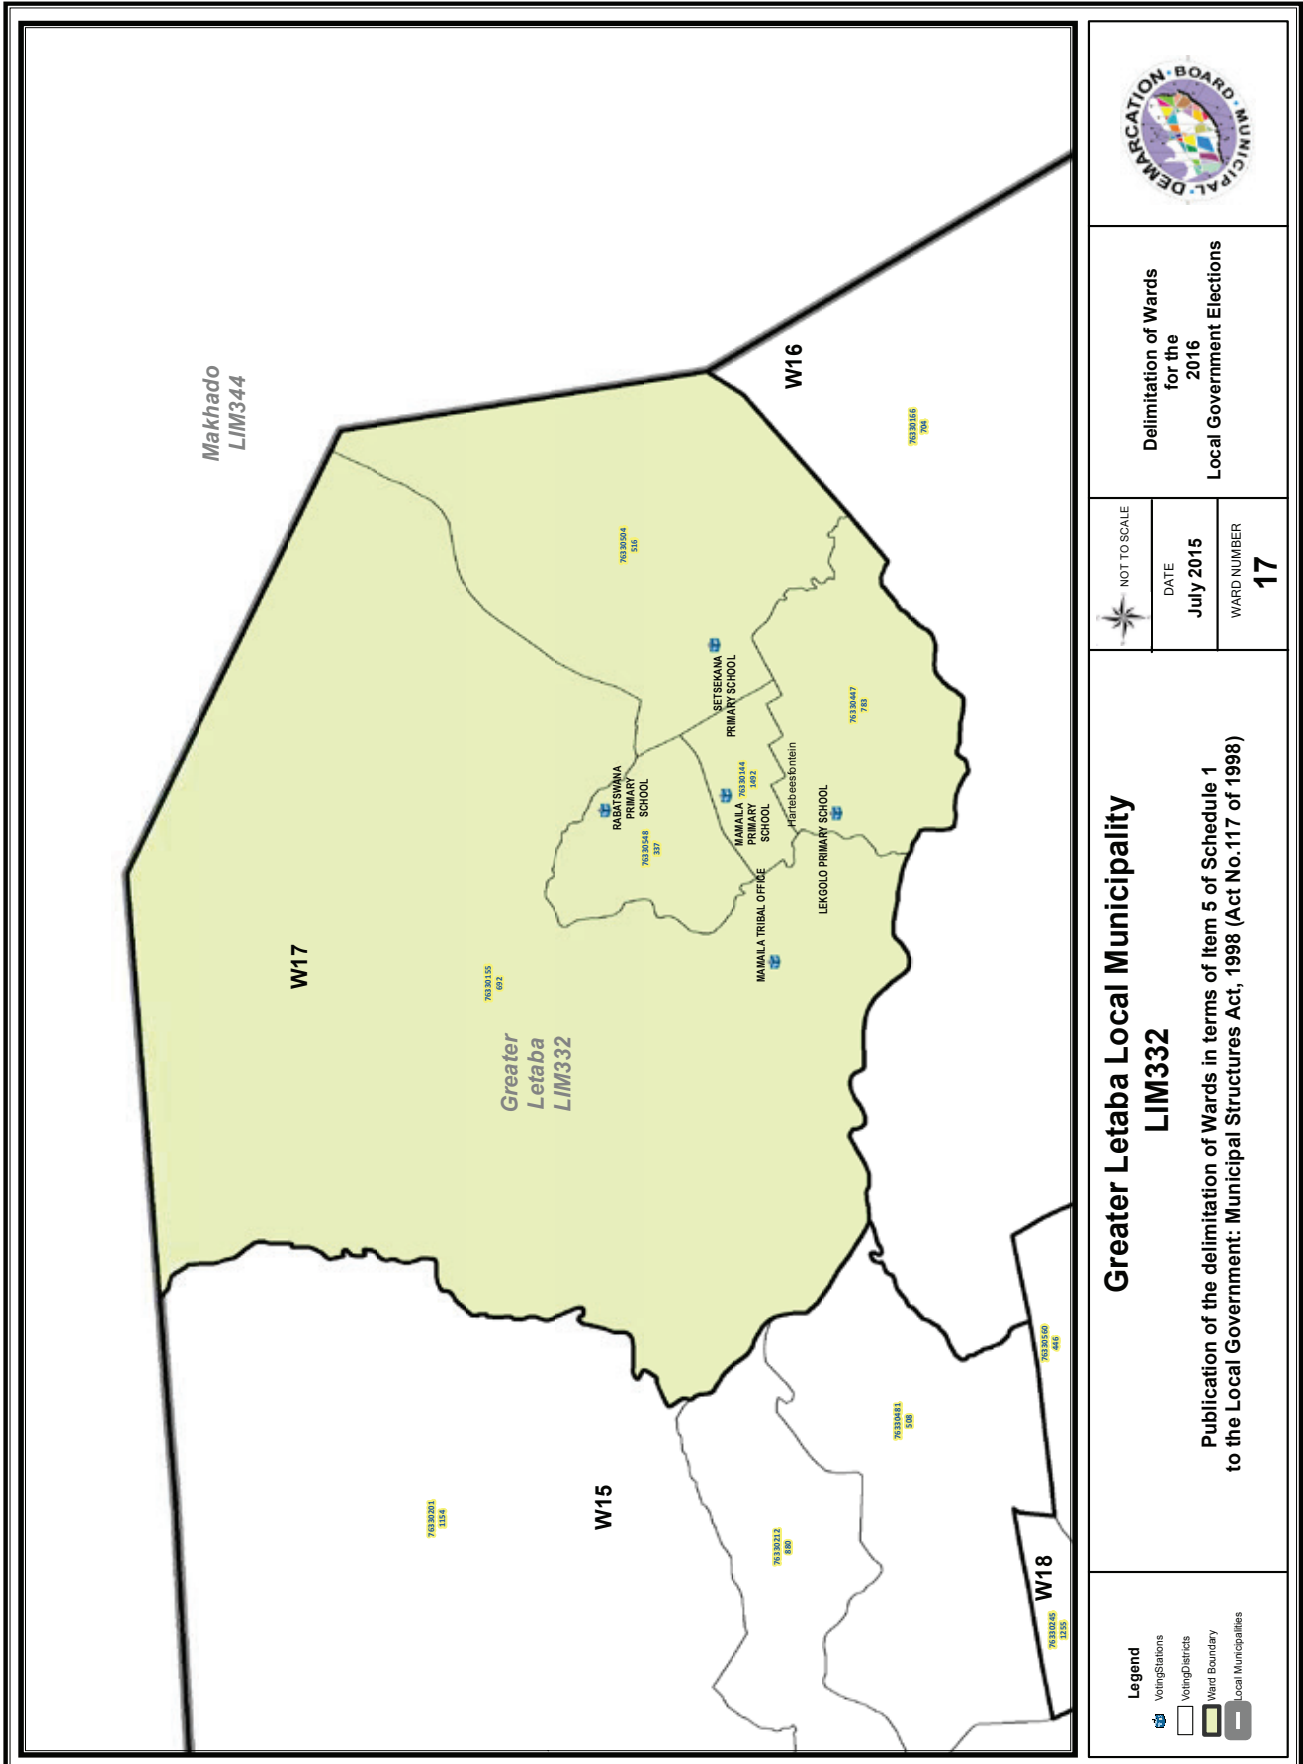 Makhado
LIM344
W17
W16
W15
W18
Greater
Letaba
LIM332
76330155
692
76330504
516
76330166
704
76330447
783
76330144
1492
76330548
337
76330201
1154
76330212
880
76330481
508
76330560
446
76330245
1255
RABATSWANA
PRIMARY
SCHOOL
SETSEKANA
PRIMARY SCHOOL
MAMAILA
PRIMARY
SCHOOL
Hartebeesfontein
LEKGOLO PRIMARY SCHOOL
MAMAILA TRIBAL OFFICE
Legend
VotingStations
VotingDistricts
Ward Boundary
Local Municipalities
Greater Letaba Local Municipality
LIM332
Publication of the delimitation of Wards in terms of Item 5 of Schedule 1
to the Local Government: Municipal Structures Act, 1998 (Act No.117 of 1998)
NOT TO SCALE
DATE
July 2015
WARD NUMBER
17
Delimitation of Wards
for the
2016
Local Government Elections
MUNICIPAL · DEMARCATION · BOARD ·